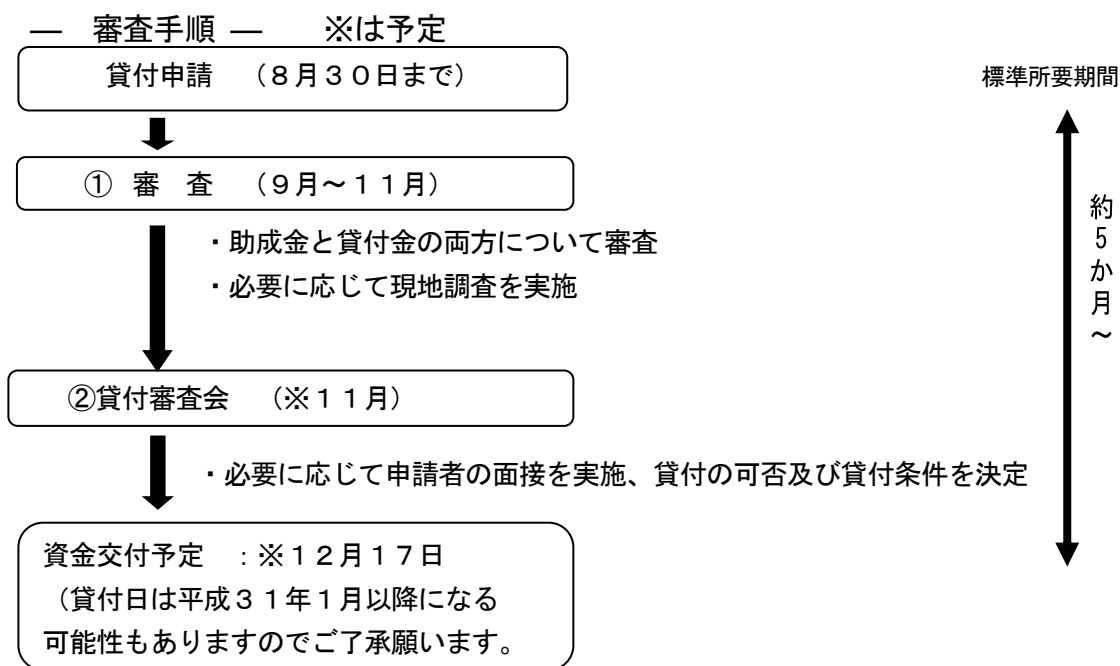 ― 審査手順 ― ※は予定
貸付申請 （８月３０日まで）
標準所要期間
① 審 査 （９月～１１月）
・助成金と貸付金の両方について審査
・必要に応じて現地調査を実施
約５か月～
②貸付審査会 （※１１月）
・必要に応じて申請者の面接を実施、貸付の可否及び貸付条件を決定
資金交付予定 ：※１２月１７日
（貸付日は平成３１年１月以降になる
可能性もありますのでご了承願います。